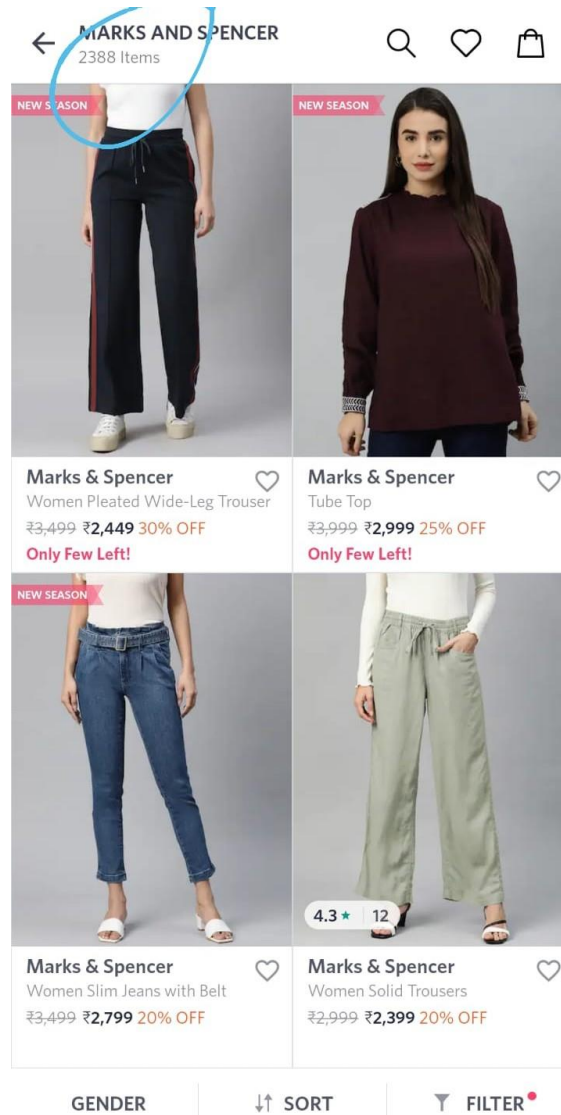 MARKS AND SPENCER
2388 Items
NEW SEASON
NEW SEASON
Marks & Spencer
Women Pleated Wide-Leg Trouser
₹3,499 ₹2,449 30% OFF
Only Few Left!
Marks & Spencer
Tube Top
₹3,999 ₹2,999 25% OFF
Only Few Left!
NEW SEASON
4.3 ★ 12
Marks & Spencer
Women Slim Jeans with Belt
₹3,499 ₹2,799 20% OFF
Marks & Spencer
Women Solid Trousers
₹2,999 ₹2,399 20% OFF
GENDER
SORT
FILTER